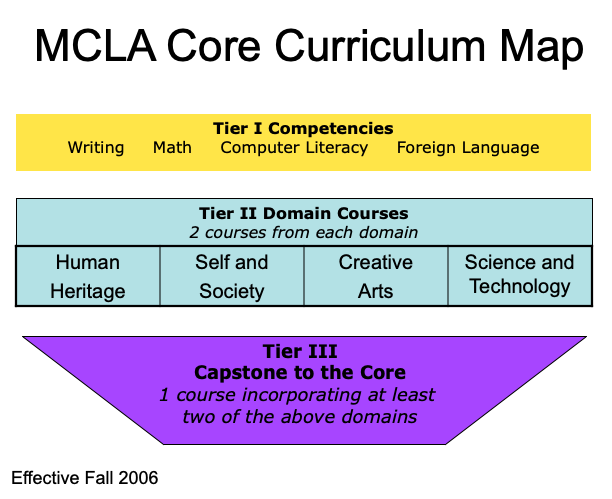 MCLA Core Curriculum Map
Tier I Competencies
Writing Math Computer Literacy Foreign Language
Tier II Domain Courses
2 courses from each domain
Human Heritage
Self and Society
Creative Arts
Science and Technology
Tier III
Capstone to the Core
1 course incorporating at least
two of the above domains
Effective Fall 2006